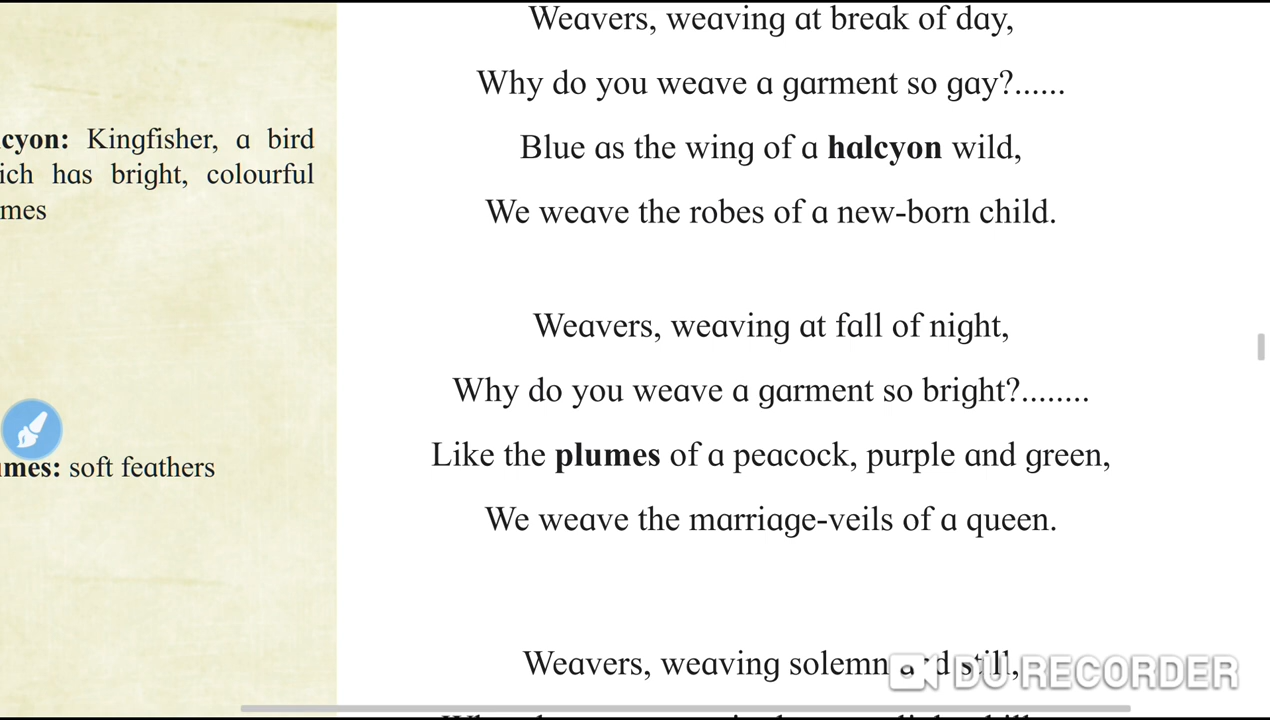 Weavers, weaving at break of day,
Why do you weave a garment so gay?......
Blue as the wing of a halcyon wild,
We weave the robes of a new-born child.
Weavers, weaving at fall of night,
Why do you weave a garment so bright?........
Like the plumes of a peacock, purple and green,
We weave the marriage-veils of a queen.
Weavers, weaving solemn and still,
cyon: Kingfisher, a bird
ich has bright, colourful
mes
mes: soft feathers
DU RECORDER